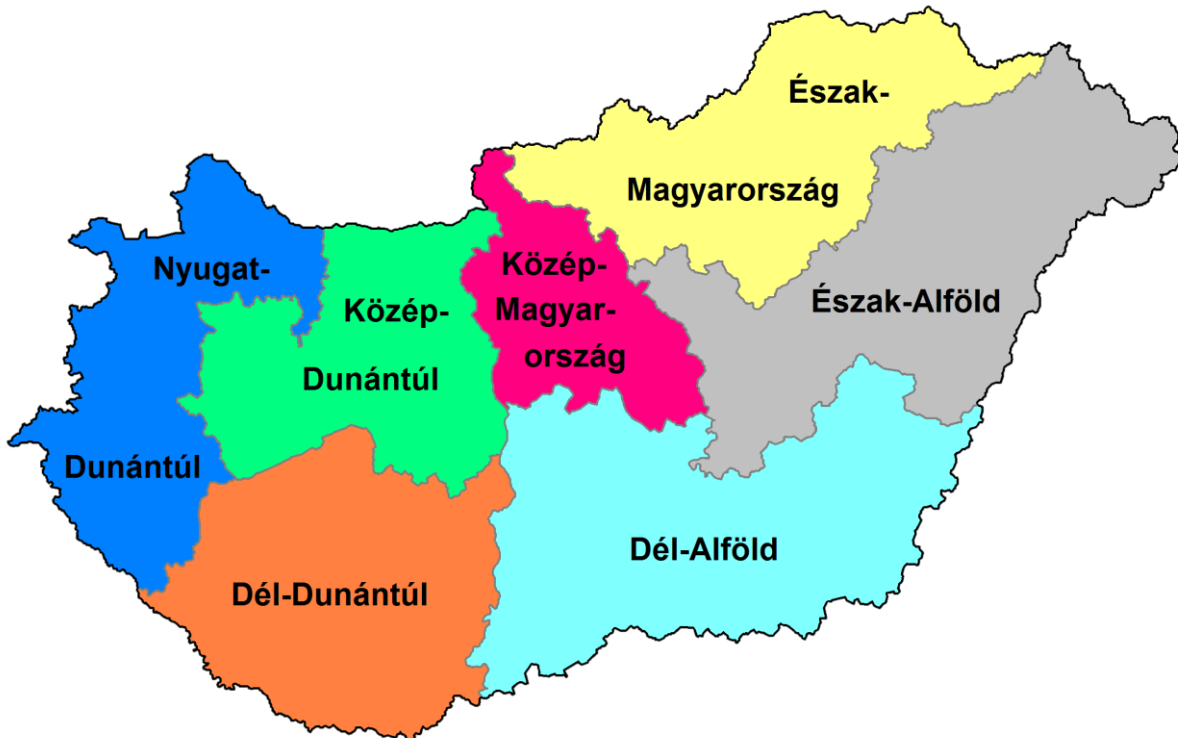 Észak-
Magyarország
Nyugat-
Dunántúl
Közép-
Dunántúl
Közép-
Magyar-
ország
Észak-Alföld
Dél-Alföld
Dél-Dunántúl